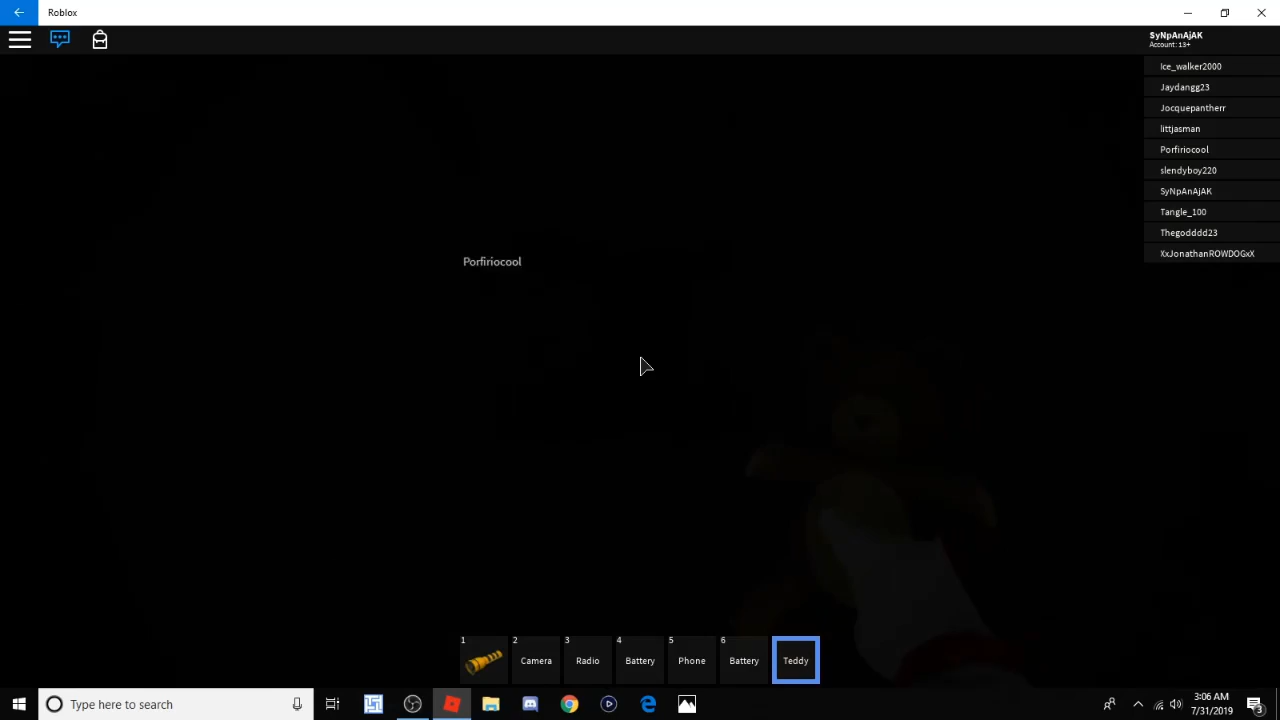 Roblox
SyNpAnAjAK
Account: 13+
Ice_walker2000
Jaydangg23
Jocquepantherr
littjasman
Porfiriocool
slendyboy220
SyNpAnAjAK
Tangle_100
Thegodddd23
XxJonathanROWDOGxX
Porfiriocool
1
2
Camera
3
Radio
4
Battery
5
Phone
6
Battery
Teddy
Type here to search
3:06 AM
7/31/2019
3